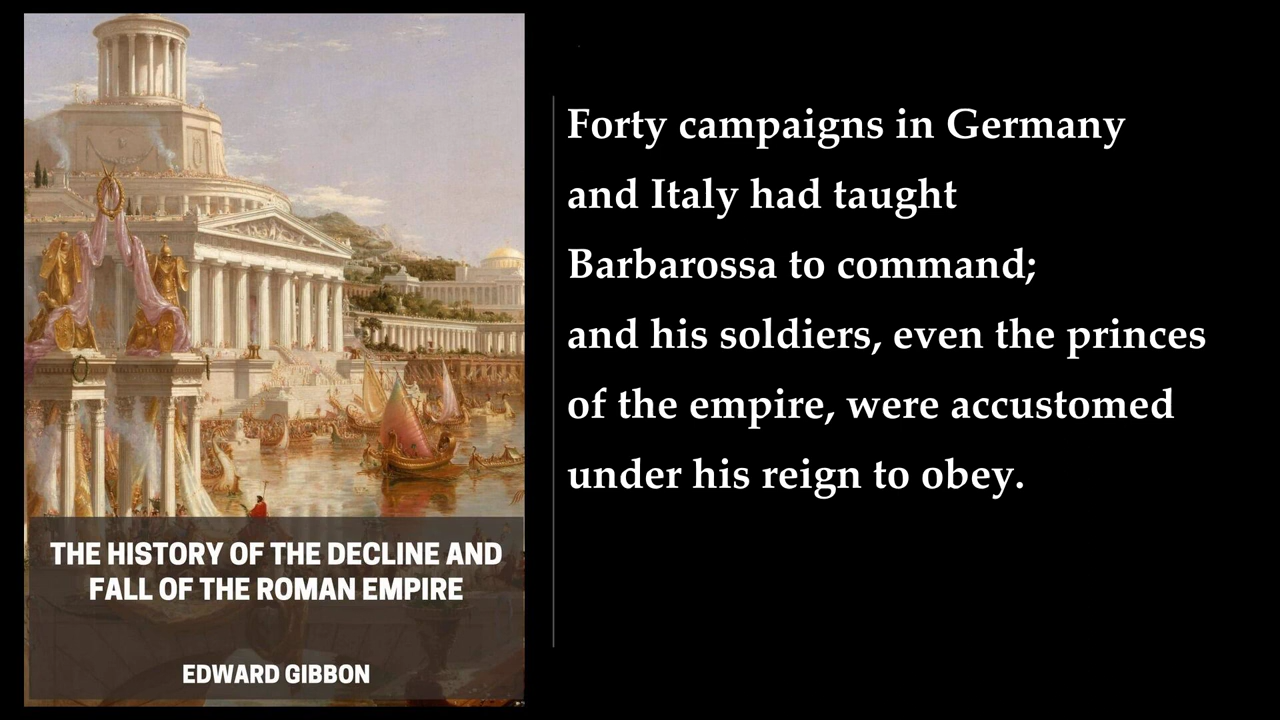 Forty campaigns in Germany
and Italy had taught
Barbarossa to command;
and his soldiers, even the princes
of the empire, were accustomed
under his reign to obey.
THE HISTORY OF THE DECLINE AND
FALL OF THE ROMAN EMPIRE
EDWARD GIBBON